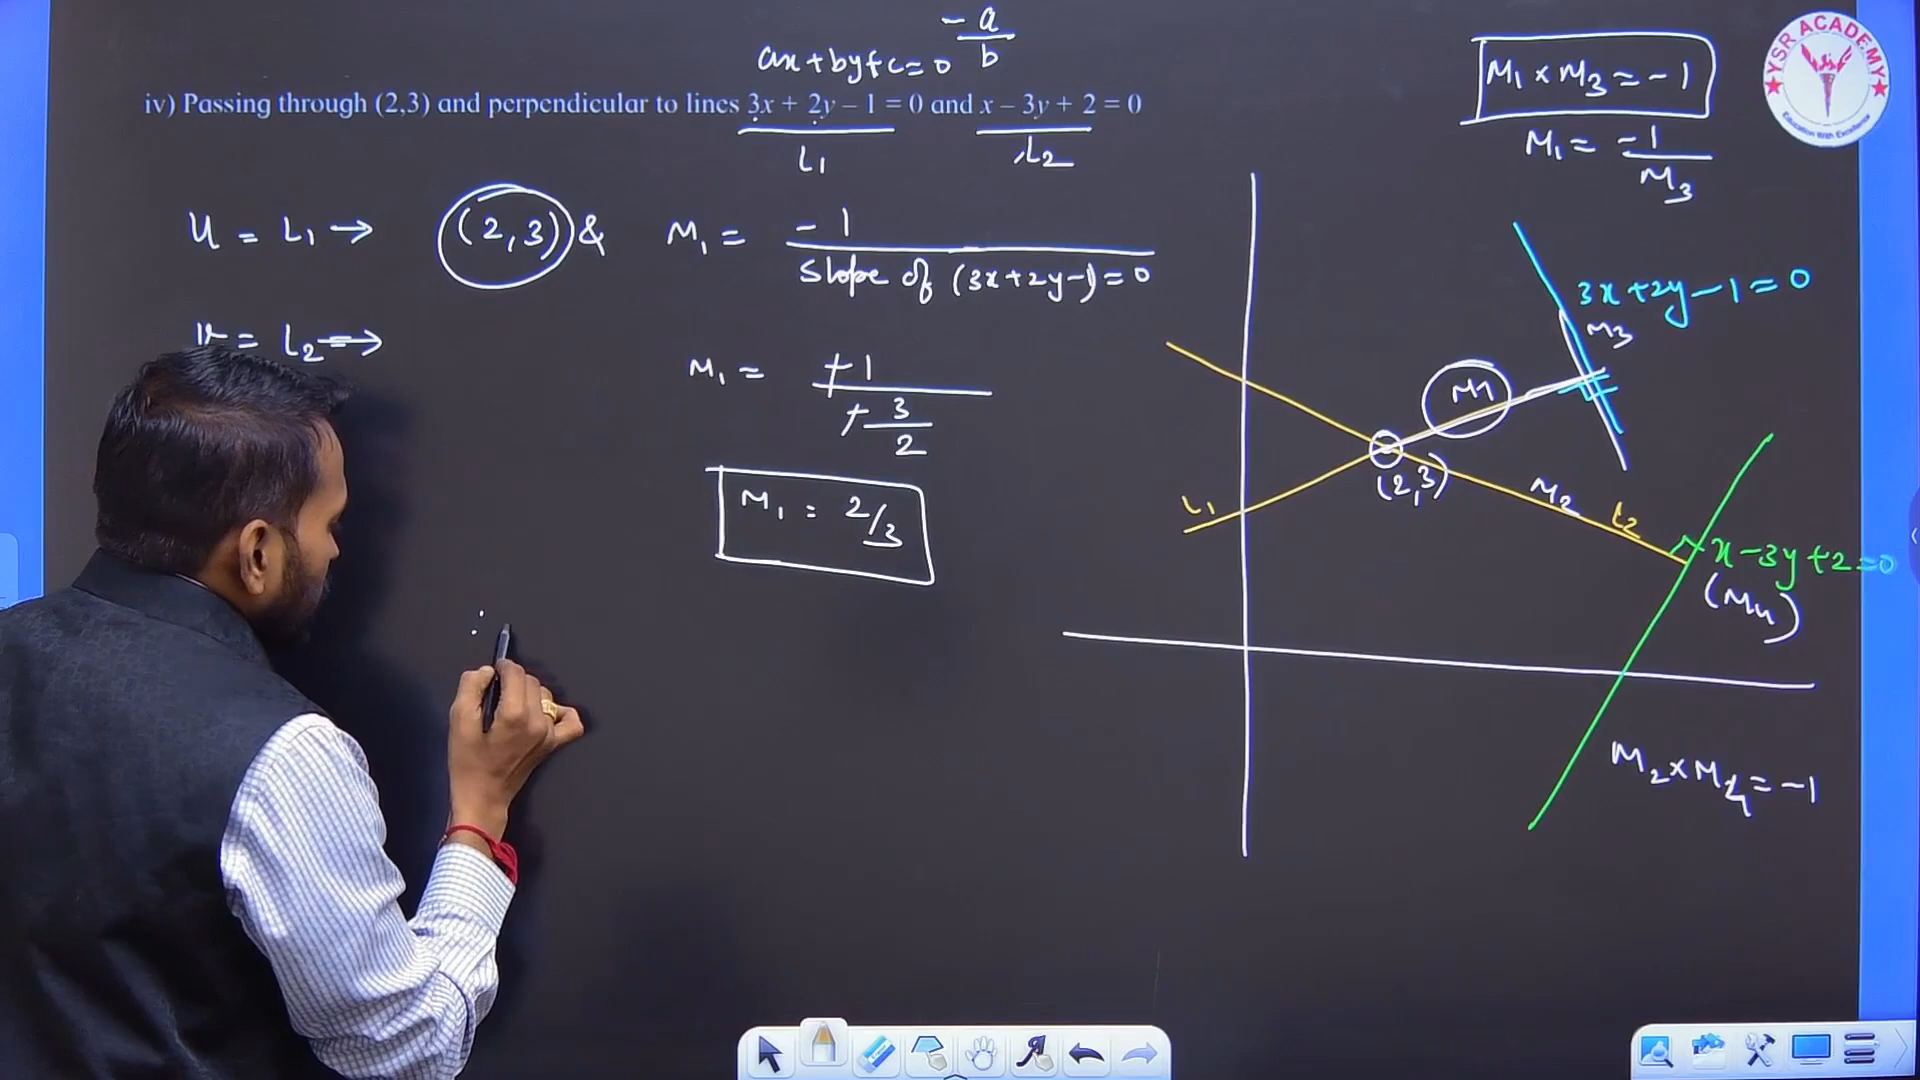 ax+by+c=0 -a/b
iv) Passing through (2,3) and perpendicular to lines 3x + 2y – 1 = 0 and x – 3y + 2 = 0
L1 L2
M1 × M3 = -1
M1 = -1/M3
YSR ACADEMY
Education With Excellence
u = L1 → (2,3) & M1 = -1/Slope of (3x+2y-1)=0
v = L2 →
M1 = +1/+3/2
M1 = 2/3
3x+2y-1=0
M3
M1
(2,3)
L1
M2
L2
x-3y+2=0
(M4)
M2×M4=-1
∴